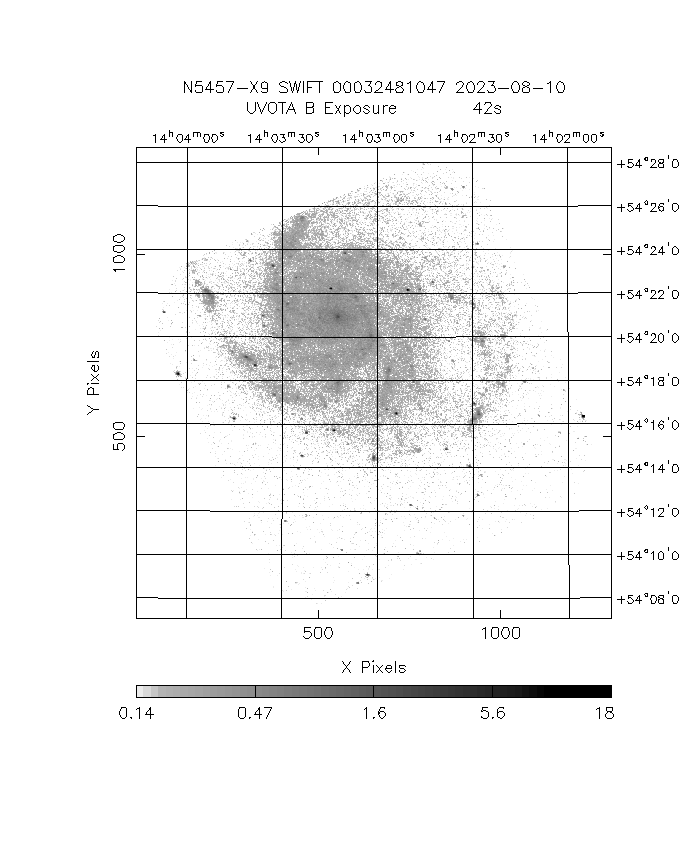 N5457-X9 SWIFT 00032481047 2023-08-10
UVOTA B Exposure 42s
14h04m00s 14h03m30s 14h03m00s 14h02m30s 14h02m00s
+54°28'0
+54°26'0
+54°24'0
+54°22'0
+54°20'0
+54°18'0
+54°16'0
+54°14'0
+54°12'0
+54°10'0
+54°08'0
1000
500
Y Pixels
500 1000
X Pixels
0.14 0.47 1.6 5.6 18